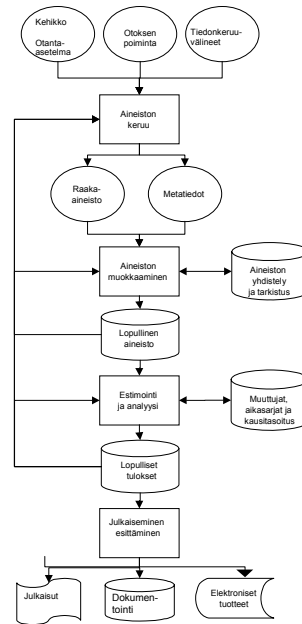 Kehikko
Otanta-
asetelma
Otoksen
poiminta
Tiedonkeruu-
välineet
Aineiston
keruu
Raaka-
aineisto
Metatiedot
Aineiston
muokkaaminen
Aineiston
yhdistely
ja tarkistus
Lopullinen
aineisto
Estimointi
ja analyysi
Muuttujat,
aikasarjat ja
kausitasoitus
Lopulliset
tulokset
Julkaiseminen
esittäminen
Julkaisut
Dokumen-
tointi
Elektroniset
tuotteet